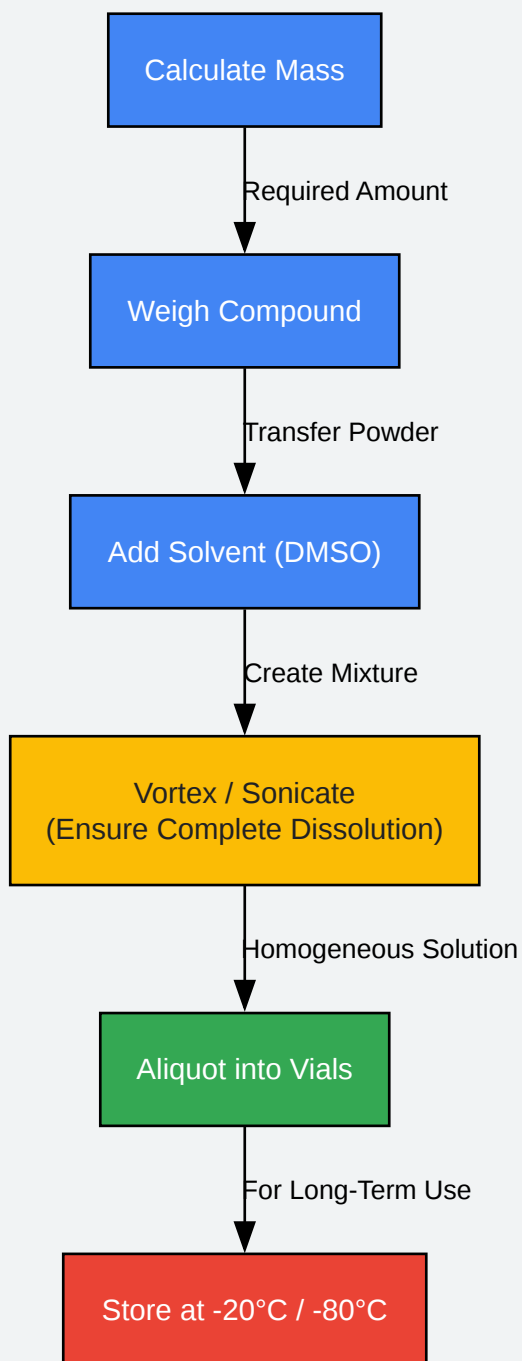 Calculate Mass
Required Amount
Weigh Compound
Transfer Powder
Add Solvent (DMSO)
Create Mixture
Vortex / Sonicate
(Ensure Complete Dissolution)
Homogeneous Solution
Aliquot into Vials
For Long-Term Use
Store at -20°C / -80°C